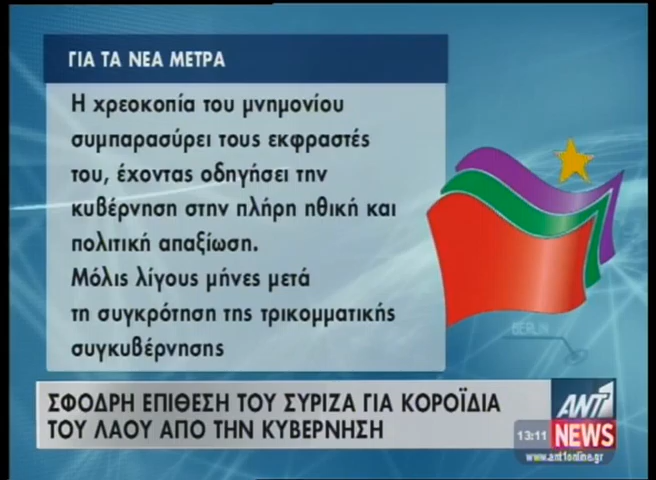 ΓΙΑ ΤΑ ΝΕΑ ΜΕΤΡΑ
Η χρεοκοπία του μνημονίου
συμπαρασύρει τους εκφραστές
του, έχοντας οδηγήσει την
κυβέρνηση στην πλήρη ηθική και
πολιτική απαξίωση.
Μόλις λίγους μήνες μετά
τη συγκρότηση της τρικομματικής
συγκυβέρνησης
BERLIN
ΣΦΟΔΡΗ ΕΠΙΘΕΣΗ ΤΟΥ ΣΥΡΙΖΑ ΓΙΑ ΚΟΡΟΪΔΙΑ
ΤΟΥ ΛΑΟΥ ΑΠΟ ΤΗΝ ΚΥΒΕΡΝΗΣΗ
ANT1
13:11 NEWS
www.ant1online.gr